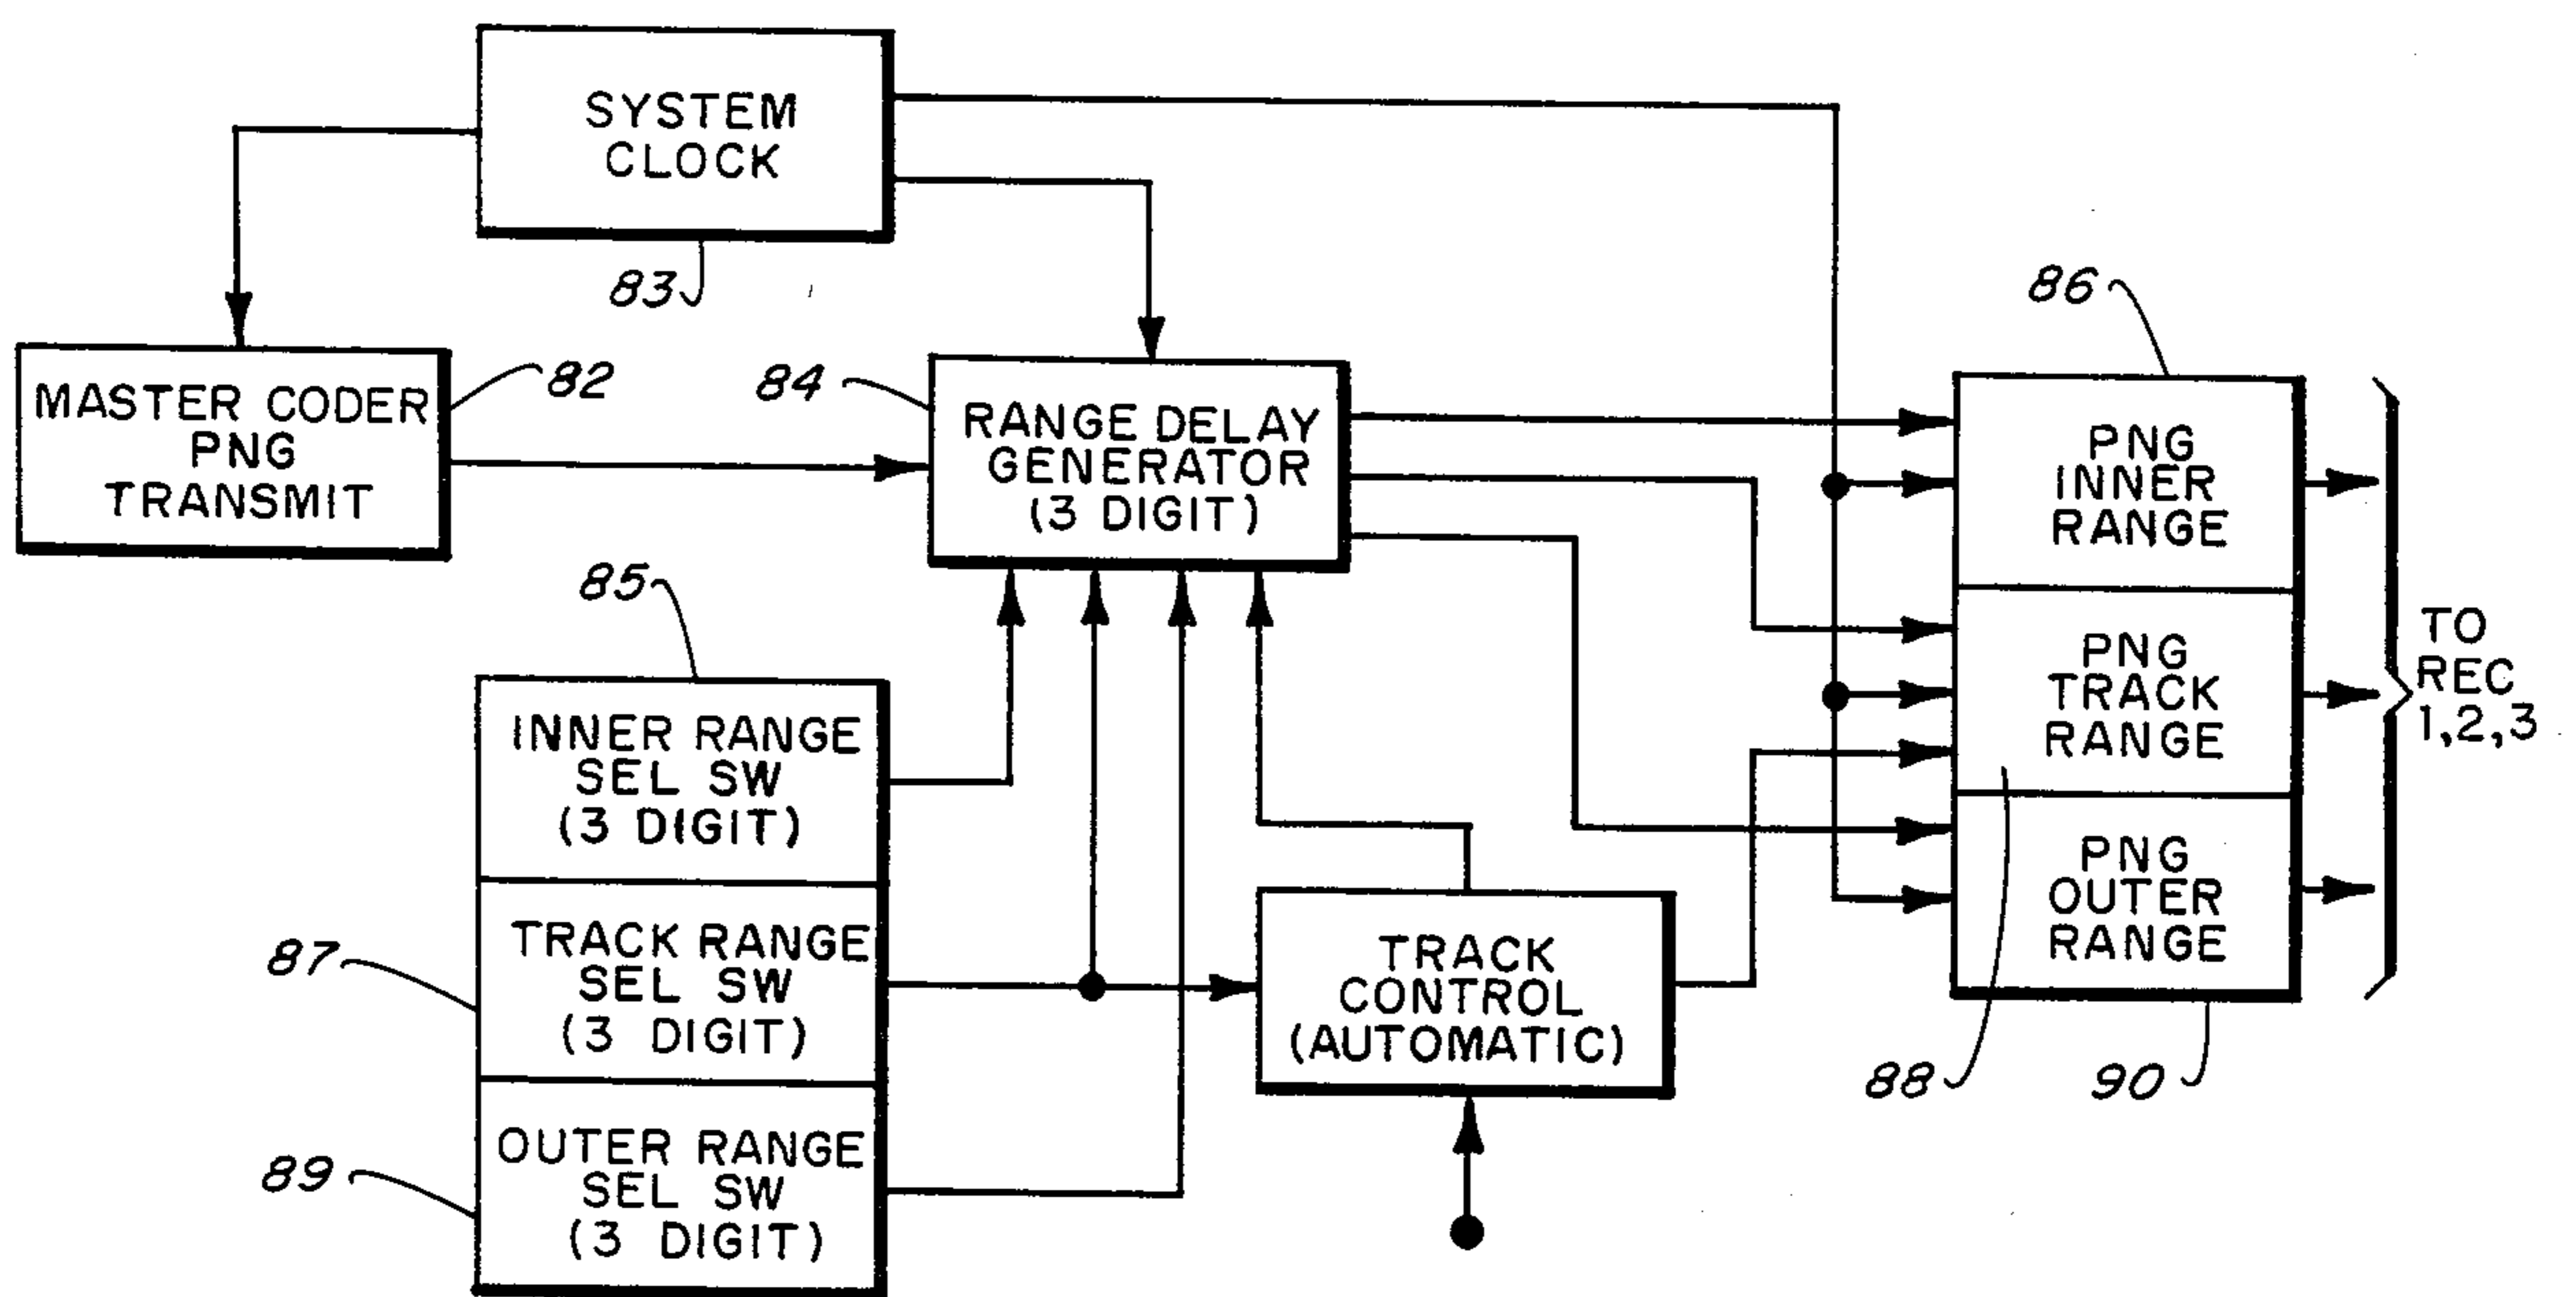 SYSTEM
CLOCK
83
MASTER CODER
PNG
TRANSMIT
82
84
RANGE DELAY
GENERATOR
(3 DIGIT)
86
PNG
INNER
RANGE
PNG
TRACK
RANGE
PNG
OUTER
RANGE
TO
REC
1,2,3
85
INNER RANGE
SEL SW
(3 DIGIT)
87
TRACK RANGE
SEL SW
(3 DIGIT)
89
OUTER RANGE
SEL SW
(3 DIGIT)
TRACK
CONTROL
(AUTOMATIC)
88
90